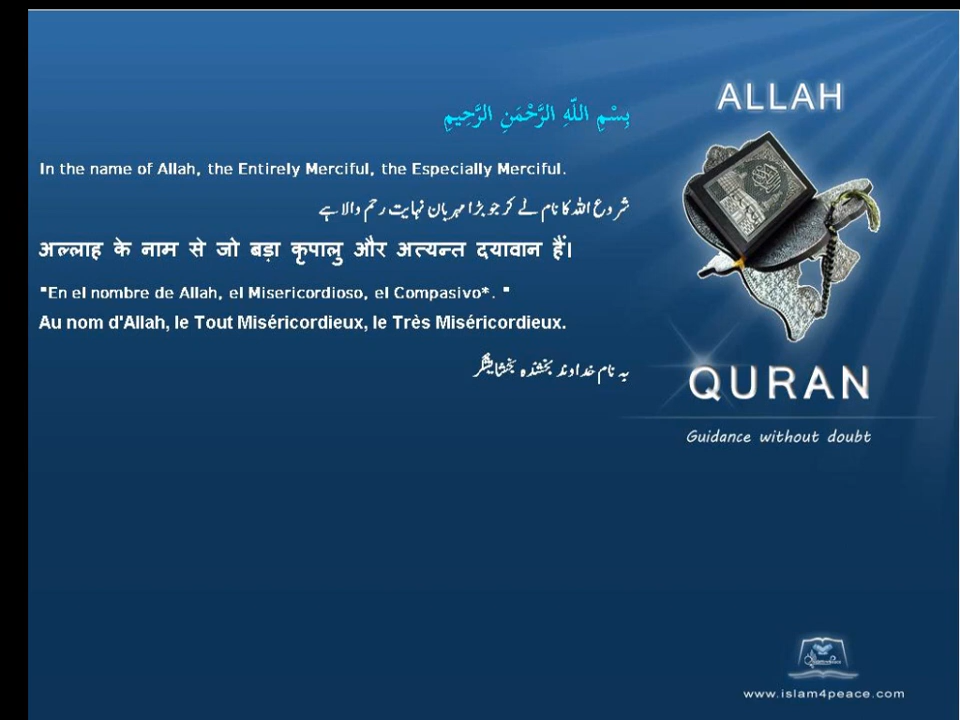 بِسْمِ اللّهِ الرَّحْمَنِ الرَّحِيمِ
In the name of Allah, the Entirely Merciful, the Especially Merciful.
شروع اللہ کا نام لے کر جو بڑا مہربان نہایت رحم والا ہے
अल्लाह के नाम से जो बड़ा कृपालु और अत्यन्त दयावान हैं।
"En el nombre de Allah, el Misericordioso, el Compasivo*. "
Au nom d'Allah, le Tout Miséricordieux, le Très Miséricordieux.
به نام خداوند بخشنده بخشایشگر
ALLAH
QURAN
Guidance without doubt
www.islam4peace.com